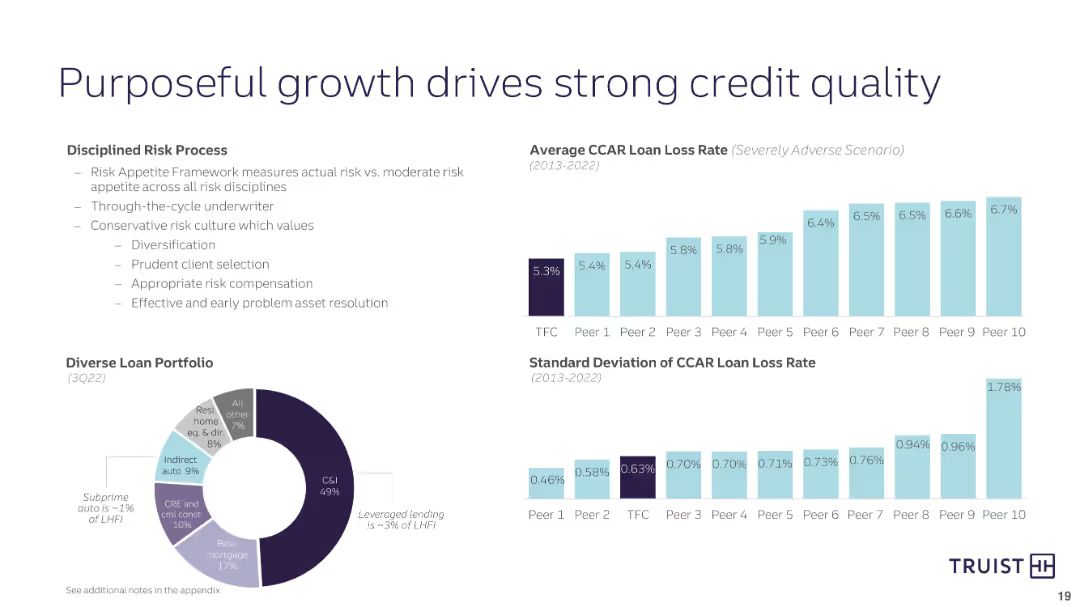 Purposeful growth drives strong credit quality
Disciplined Risk Process
– Risk Appetite Framework measures actual risk vs. moderate risk
appetite across all risk disciplines
– Through-the-cycle underwriter
– Conservative risk culture which values
– Diversification
– Prudent client selection
– Appropriate risk compensation
– Effective and early problem asset resolution
Average CCAR Loan Loss Rate (Severely Adverse Scenario)
(2013-2022)
5.3% 5.4% 5.4% 5.8% 5.8% 5.9% 6.4% 6.5% 6.5% 6.6% 6.7%
TFC Peer 1 Peer 2 Peer 3 Peer 4 Peer 5 Peer 6 Peer 7 Peer 8 Peer 9 Peer 10
Diverse Loan Portfolio
(3Q22)
All
other
7%
Resi
home
eq. & dir.
8%
Indirect
auto 9%
Subprime
auto is ~1%
of LHFI
CRE and
cml const
10%
Resi
mortgage
17%
C&I
49%
Leveraged lending
is ~3% of LHFI
Standard Deviation of CCAR Loan Loss Rate
(2013-2022)
0.46% 0.58% 0.63% 0.70% 0.70% 0.71% 0.73% 0.76% 0.94% 0.96% 1.78%
Peer 1 Peer 2 TFC Peer 3 Peer 4 Peer 5 Peer 6 Peer 7 Peer 8 Peer 9 Peer 10
See additional notes in the appendix
TRUIST
19